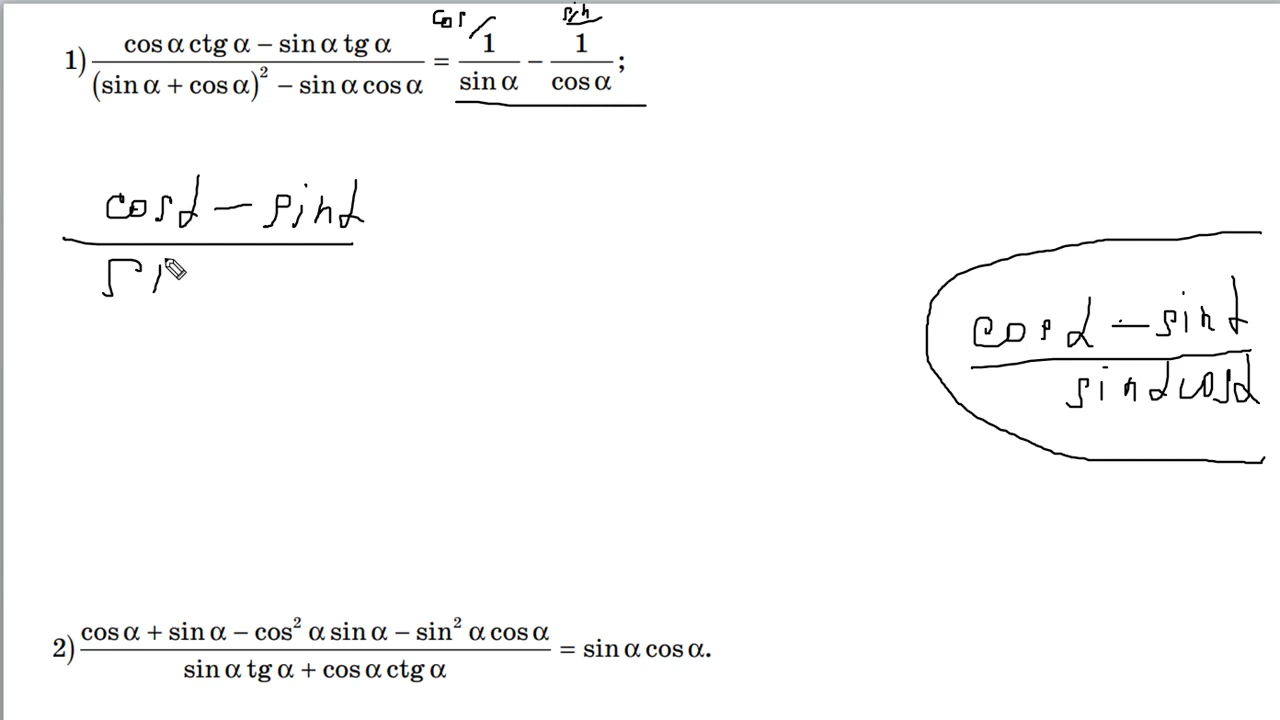 cos sin
1) (cos α ctg α − sin α tg α) / ((sin α + cos α)² − sin α cos α) = 1 / sin α − 1 / cos α ;
cos α − sin α
si
cos α − sin α
sin α cos α
2) (cos α + sin α − cos² α sin α − sin² α cos α) / (sin α tg α + cos α ctg α) = sin α cos α.